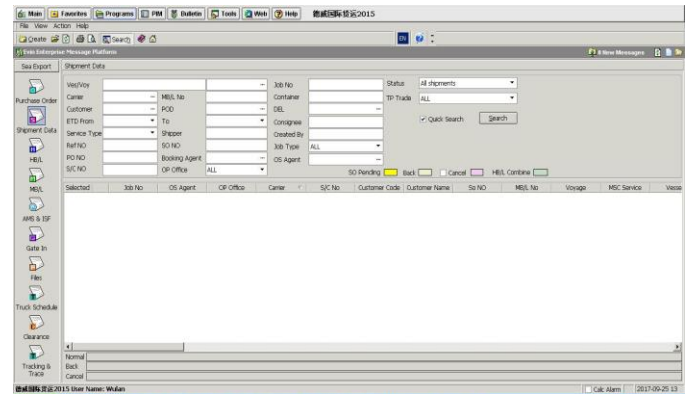 Main Favorites Programs PIM Bulletin Tools Web Help 德威国际货运2015
File View Action Help
Create Search EN
Evio Enterprise Message Platform 0 New Messages
Sea Export Shipment Data
Ves/Voy Job No Status All shipments
Carrier MB/L No Container TP Trade ALL
Customer POD DEL
ETD From To Consignee Quick Search Search
Service Type Shipper Created By
Ref NO SO NO Job Type ALL
PO NO Booking Agent OS Agent
S/C NO OP Office ALL SO Pending Back Cancel HB/L Combine
Selected Job No OS Agent OP Office Carrier S/C No Customer Code Customer Name So NO MB/L No Voyage MSC Service Vesse
Purchase Order
Shipment Data
HB/L
MB/L
AMS & ISF
Gate In
Files
Truck Schedule
Clearance
Tracking & Trace
Normal
Back
Cancel
德威国际货运2015 User Name: Wulan Calc Alarm 2017-09-25 13